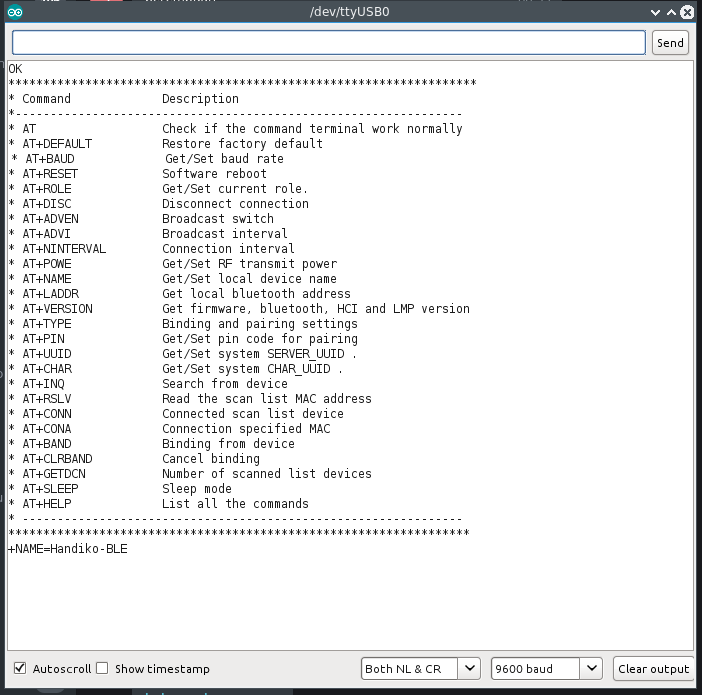 /dev/ttyUSB0
Send
OK
*******************************************************************
* Command             Description
*----------------------------------------------------------------
* AT                  Check if the command terminal work normally
* AT+DEFAULT          Restore factory default
* AT+BAUD             Get/Set baud rate
* AT+RESET            Software reboot
* AT+ROLE             Get/Set current role.
* AT+DISC             Disconnect connection
* AT+ADVEN            Broadcast switch
* AT+ADVI             Broadcast interval
* AT+NINTERVAL        Connection interval
* AT+POWE             Get/Set RF transmit power
* AT+NAME             Get/Set local device name
* AT+LADDR            Get local bluetooth address
* AT+VERSION          Get firmware, bluetooth, HCI and LMP version
* AT+TYPE             Binding and pairing settings
* AT+PIN              Get/Set pin code for pairing
* AT+UUID             Get/Set system SERVER_UUID .
* AT+CHAR             Get/Set system CHAR_UUID .
* AT+INQ              Search from device
* AT+RSLV             Read the scan list MAC address
* AT+CONN             Connected scan list device
* AT+CONA             Connection specified MAC
* AT+BAND             Binding from device
* AT+CLRBAND          Cancel binding
* AT+GETDCN           Number of scanned list devices
* AT+SLEEP            Sleep mode
* AT+HELP             List all the commands
* ---------------------------------------------------------------
******************************************************************
+NAME=Handiko-BLE
Autoscroll Show timestamp Both NL & CR 9600 baud Clear output